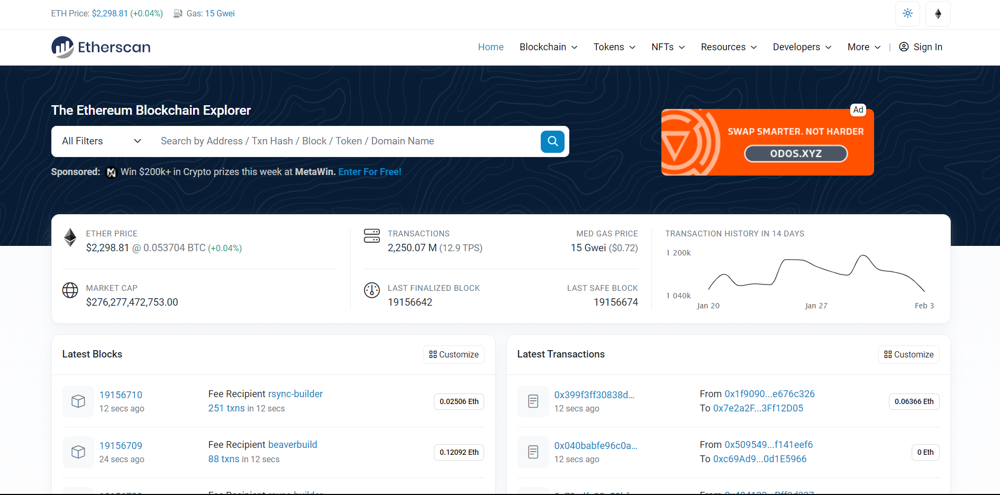 ETH Price: $2,298.81 (+0.04%) Gas: 15 Gwei
Etherscan
Home Blockchain Tokens NFTs Resources Developers More | Sign In
The Ethereum Blockchain Explorer
All Filters Search by Address / Txn Hash / Block / Token / Domain Name
Sponsored: Win $200k+ in Crypto prizes this week at MetaWin. Enter For Free!
Ad
SWAP SMARTER. NOT HARDER
ODOS.XYZ
ETHER PRICE
$2,298.81 @ 0.053704 BTC (+0.04%)
MARKET CAP
$276,277,472,753.00
TRANSACTIONS
2,250.07 M (12.9 TPS)
MED GAS PRICE
15 Gwei ($0.72)
LAST FINALIZED BLOCK
19156642
LAST SAFE BLOCK
19156674
TRANSACTION HISTORY IN 14 DAYS
1 200k
1 040k
Jan 20 Jan 27 Feb 3
Latest Blocks
Customize
19156710
12 secs ago
Fee Recipient rsync-builder
251 txns in 12 secs
0.02506 Eth
19156709
24 secs ago
Fee Recipient beaverbuild
88 txns in 12 secs
0.12092 Eth
Fee Recipient rsync-builder
Latest Transactions
Customize
0x399f3ff30838d...
12 secs ago
From 0x1f9090...e676c326
To 0x7e2a2F...3Ff12D05
0.06366 Eth
0x040babfe96c0a...
12 secs ago
From 0x509549...f141eef6
To 0xc69Ad9...0d1E5966
0 Eth
From